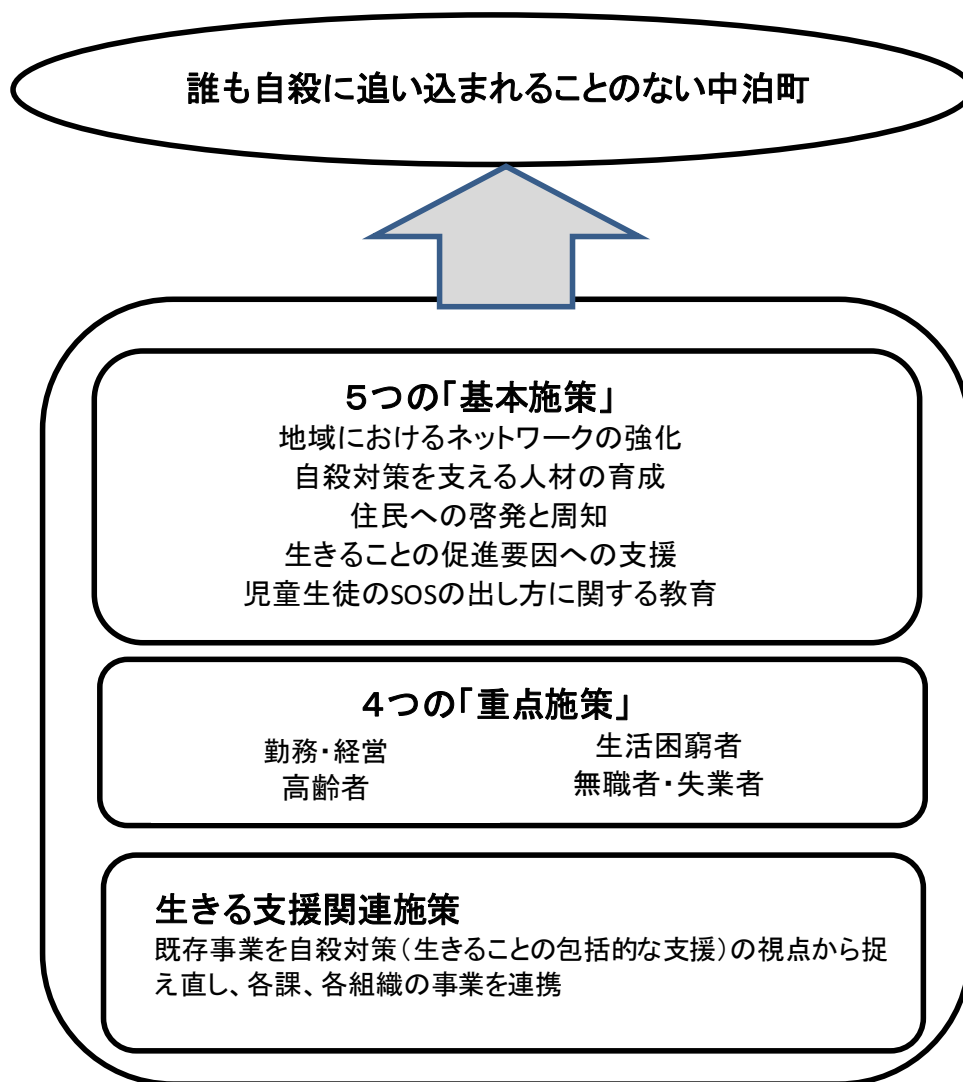 誰も自殺に追い込まれることのない中泊町
5つの「基本施策」
地域におけるネットワークの強化
自殺対策を支える人材の育成
住民への啓発と周知
生きることの促進要因への支援
児童生徒のSOSの出し方に関する教育
4つの「重点施策」
勤務・経営　生活困窮者
高齢者　無職者・失業者
生きる支援関連施策
既存事業を自殺対策(生きることの包括的な支援)の視点から捉
え直し、各課、各組織の事業を連携